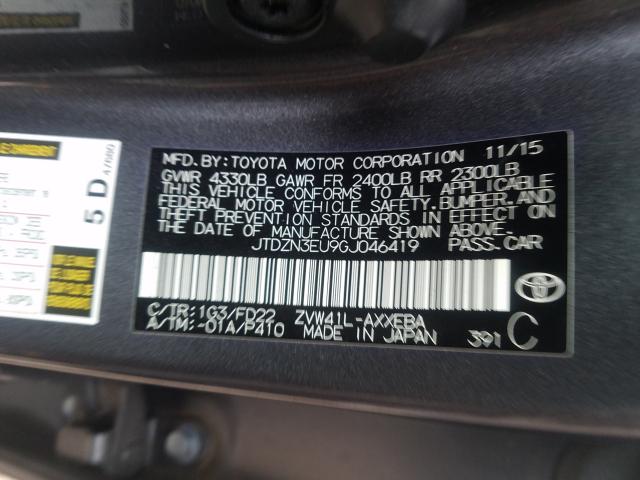 MFD. BY: TOYOTA MOTOR CORPORATION 11/15
GVWR 4330LB GAWR FR 2400LB RR 2300LB
THIS VEHICLE CONFORMS TO ALL APPLICABLE
FEDERAL MOTOR VEHICLE SAFETY, BUMPER, AND
THEFT PREVENTION STANDARDS IN EFFECT ON
THE DATE OF MANUFACTURE SHOWN ABOVE.
JTDZN3EU9GJ046419 PASS. CAR
C/TR: 1G3/FD22 ZVW41L-AXXEBA
A/TM: -01A/P410 MADE IN JAPAN 391 C
5 D